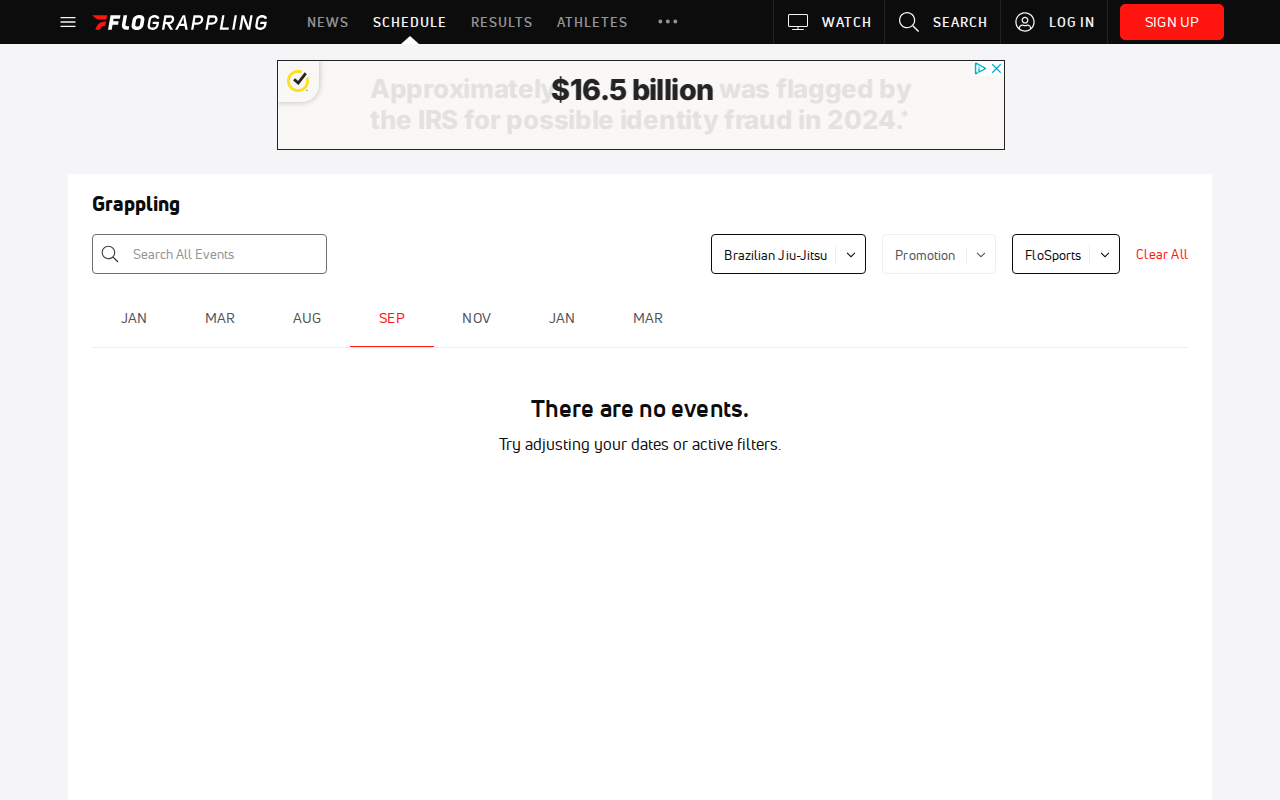 FLOGRAPPLING
NEWS
SCHEDULE
RESULTS
ATHLETES
WATCH
SEARCH
LOG IN
SIGN UP
Approximately $16.5 billion was flagged by
the IRS for possible identity fraud in 2024.*
Grappling
Search All Events
Brazilian Jiu-Jitsu
Promotion
FloSports
Clear All
JAN
MAR
AUG
SEP
NOV
JAN
MAR
There are no events.
Try adjusting your dates or active filters.